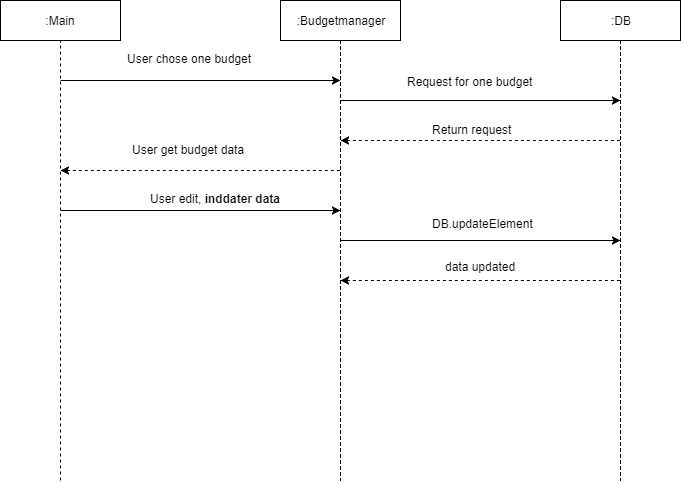 :Main
:Budgetmanager
:DB
User chose one budget
Request for one budget
Return request
User get budget data
User edit, inddater data
DB.updateElement
data updated